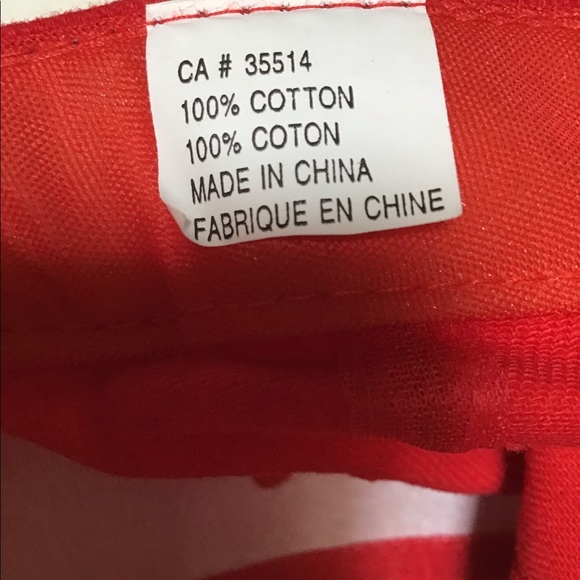 CA # 35514
100% COTTON
100% COTON
MADE IN CHINA
FABRIQUE EN CHINE